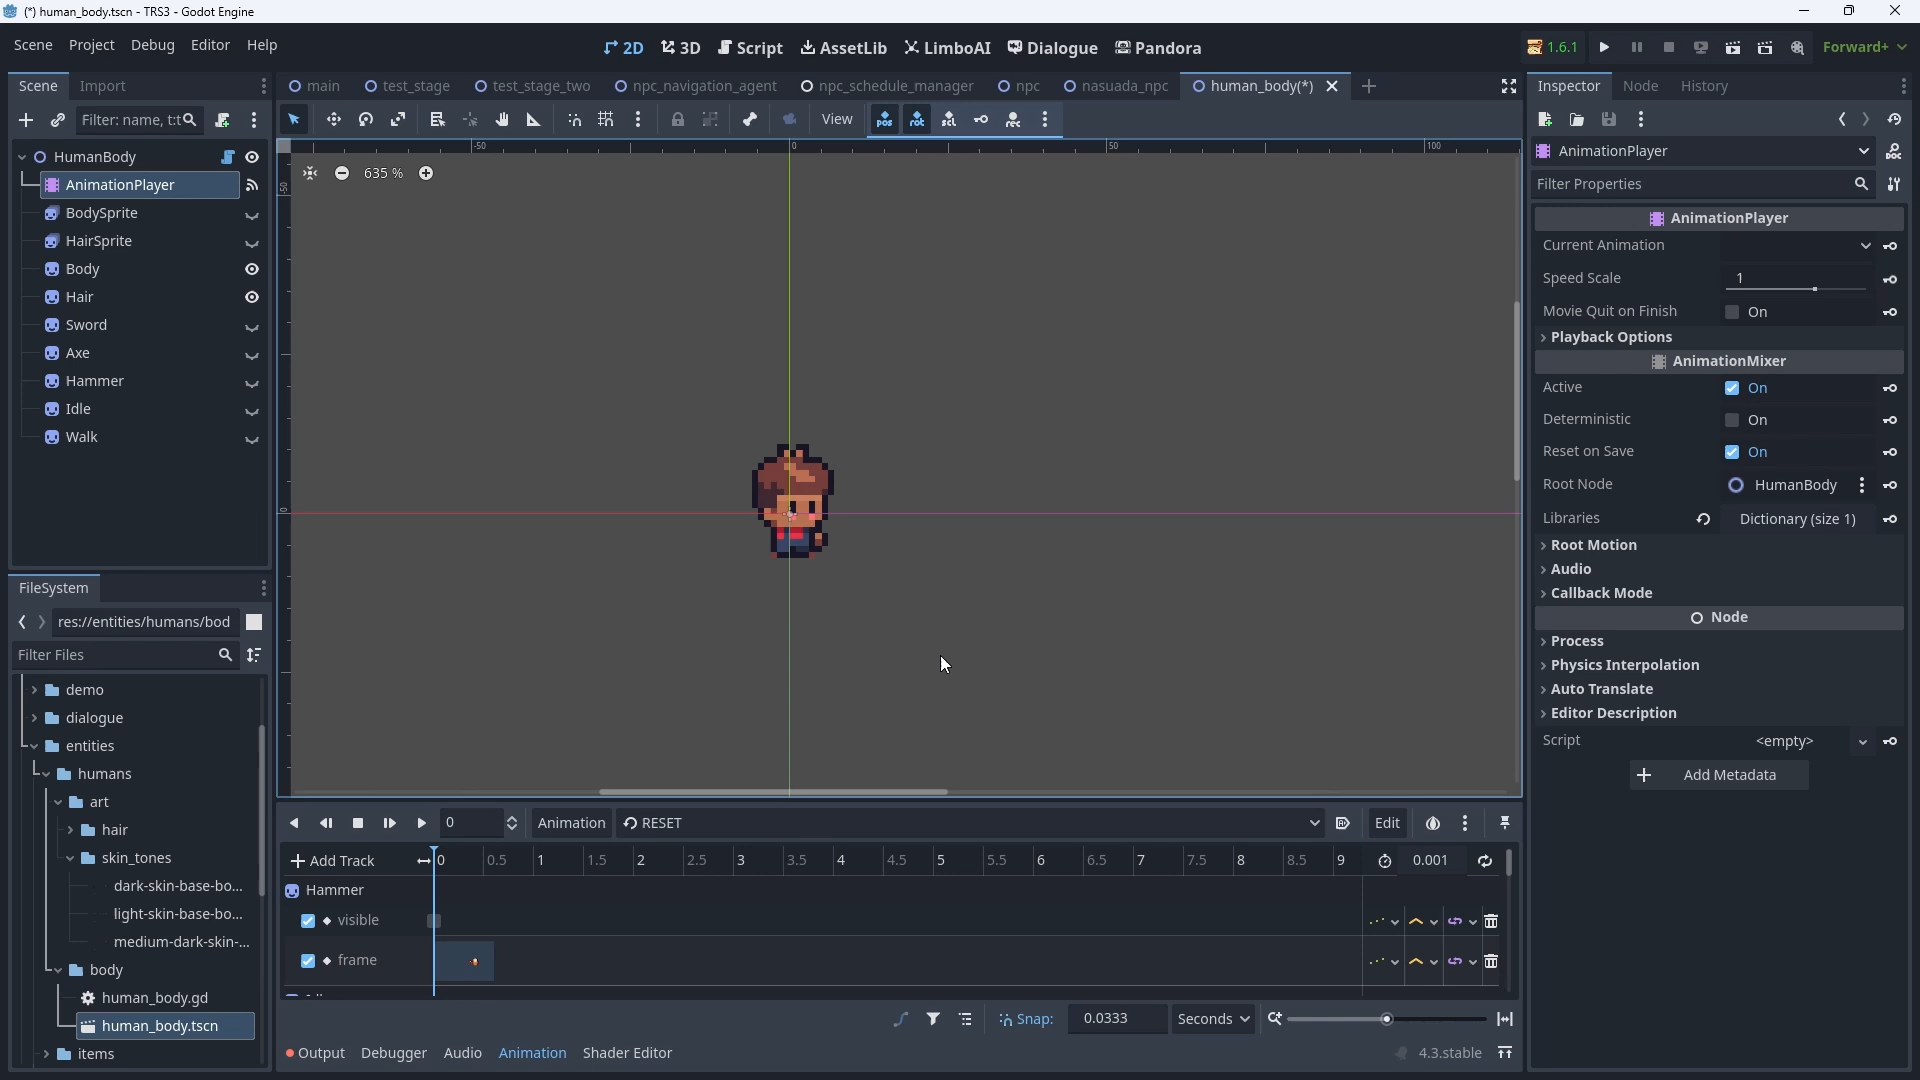 (*) human_body.tscn - TRS3 - Godot Engine
Scene Project Debug Editor Help
2D 3D Script AssetLib LimboAI Dialogue Pandora
1.6.1 Forward+
Scene Import
main test_stage test_stage_two npc_navigation_agent npc_schedule_manager npc nasuada_npc human_body(*)
Inspector Node History
Filter: name, t:t
View
HumanBody
AnimationPlayer
BodySprite
HairSprite
Body
Hair
Sword
Axe
Hammer
Idle
Walk
-50 0 50 100
-50
0
635 %
FileSystem
res://entities/humans/bod
Filter Files
demo
dialogue
entities
humans
art
hair
skin_tones
dark-skin-base-bo...
light-skin-base-bo...
medium-dark-skin-...
body
human_body.gd
human_body.tscn
items
0 Animation RESET Edit
Add Track 0 0.5 1 1.5 2 2.5 3 3.5 4 4.5 5 5.5 6 6.5 7 7.5 8 8.5 9 0.001
Hammer
visible
frame
Snap: 0.0333 Seconds
Output Debugger Audio Animation Shader Editor 4.3.stable
AnimationPlayer
DOC
Filter Properties
AnimationPlayer
Current Animation
Speed Scale 1
Movie Quit on Finish On
Playback Options
AnimationMixer
Active On
Deterministic On
Reset on Save On
Root Node HumanBody
Libraries Dictionary (size 1)
Root Motion
Audio
Callback Mode
Node
Process
Physics Interpolation
Auto Translate
Editor Description
Script <empty>
Add Metadata